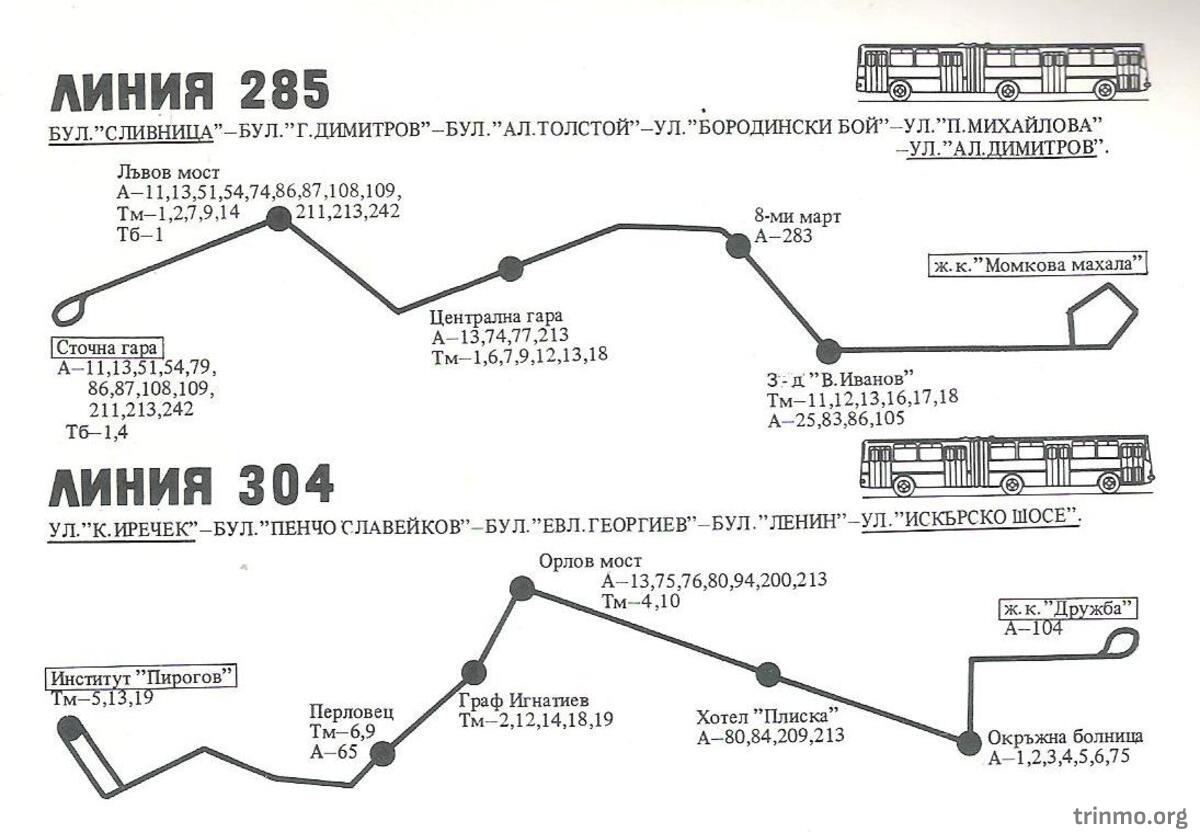 ЛИНИЯ 285
БУЛ."СЛИВНИЦА"–БУЛ."Г.ДИМИТРОВ"–БУЛ."АЛ.ТОЛСТОЙ"–УЛ."БОРОДИНСКИ БОЙ"–УЛ."П.МИХАЙЛОВА"
–УЛ."АЛ.ДИМИТРОВ".
Лъвов мост
А–11,13,51,54,74,86,87,108,109,
Тм–1,2,7,9,14 211,213,242
Тб–1
8-ми март
А–283
ж.к."Момкова махала"
Централна гара
А–13,74,77,213
Тм–1,6,7,9,12,13,18
Сточна гара
А–11,13,51,54,79,
86,87,108,109,
211,213,242
Тб–1,4
З-д "В.Иванов"
Тм–11,12,13,16,17,18
А–25,83,86,105
ЛИНИЯ 304
УЛ."К.ИРЕЧЕК"–БУЛ."ПЕНЧО СЛАВЕЙКОВ"–БУЛ."ЕВЛ.ГЕОРГИЕВ"–БУЛ."ЛЕНИН"–УЛ."ИСКЪРСКО ШОСЕ".
Орлов мост
А–13,75,76,80,94,200,213
Тм–4,10
ж.к."Дружба"
А–104
Институт "Пирогов"
Тм–5,13,19
Перловец
Тм–6,9
А–65
Граф Игнатиев
Тм–2,12,14,18,19
Хотел "Плиска"
А–80,84,209,213
Окръжна болница
А–1,2,3,4,5,6,75
trinmo.org